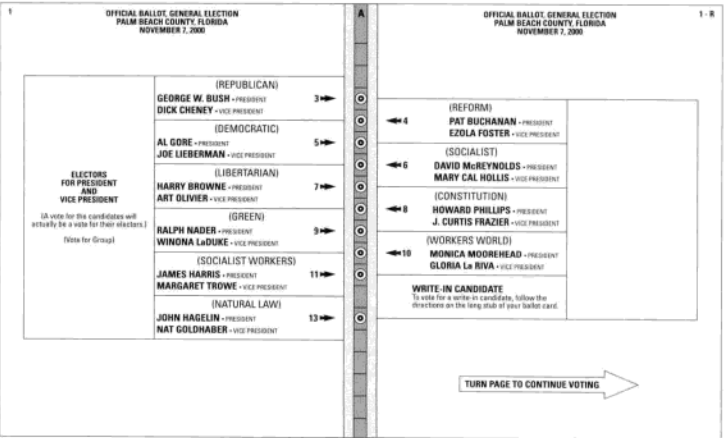 1
OFFICIAL BALLOT, GENERAL ELECTION
PALM BEACH COUNTY, FLORIDA
NOVEMBER 7, 2000
ELECTORS
FOR PRESIDENT
AND
VICE PRESIDENT
(A vote for the candidates will
actually be a vote for their electors.)
(Vote for Group)
(REPUBLICAN)
GEORGE W. BUSH - PRESIDENT 3
DICK CHENEY - VICE PRESIDENT
(DEMOCRATIC)
AL GORE - PRESIDENT 5
JOE LIEBERMAN - VICE PRESIDENT
(LIBERTARIAN)
HARRY BROWNE - PRESIDENT 7
ART OLIVIER - VICE PRESIDENT
(GREEN)
RALPH NADER - PRESIDENT 9
WINONA LaDUKE - VICE PRESIDENT
(SOCIALIST WORKERS)
JAMES HARRIS - PRESIDENT 11
MARGARET TROWE - VICE PRESIDENT
(NATURAL LAW)
JOHN HAGELIN - PRESIDENT 13
NAT GOLDHABER - VICE PRESIDENT
A
OFFICIAL BALLOT, GENERAL ELECTION
PALM BEACH COUNTY, FLORIDA
NOVEMBER 7, 2000
1 - R
(REFORM)
4 PAT BUCHANAN - PRESIDENT
EZOLA FOSTER - VICE PRESIDENT
(SOCIALIST)
6 DAVID McREYNOLDS - PRESIDENT
MARY CAL HOLLIS - VICE PRESIDENT
(CONSTITUTION)
8 HOWARD PHILLIPS - PRESIDENT
J. CURTIS FRAZIER - VICE PRESIDENT
(WORKERS WORLD)
10 MONICA MOOREHEAD - PRESIDENT
GLORIA La RIVA - VICE PRESIDENT
WRITE-IN CANDIDATE
To vote for a write-in candidate, follow the
directions on the long stub of your ballot card.
TURN PAGE TO CONTINUE VOTING